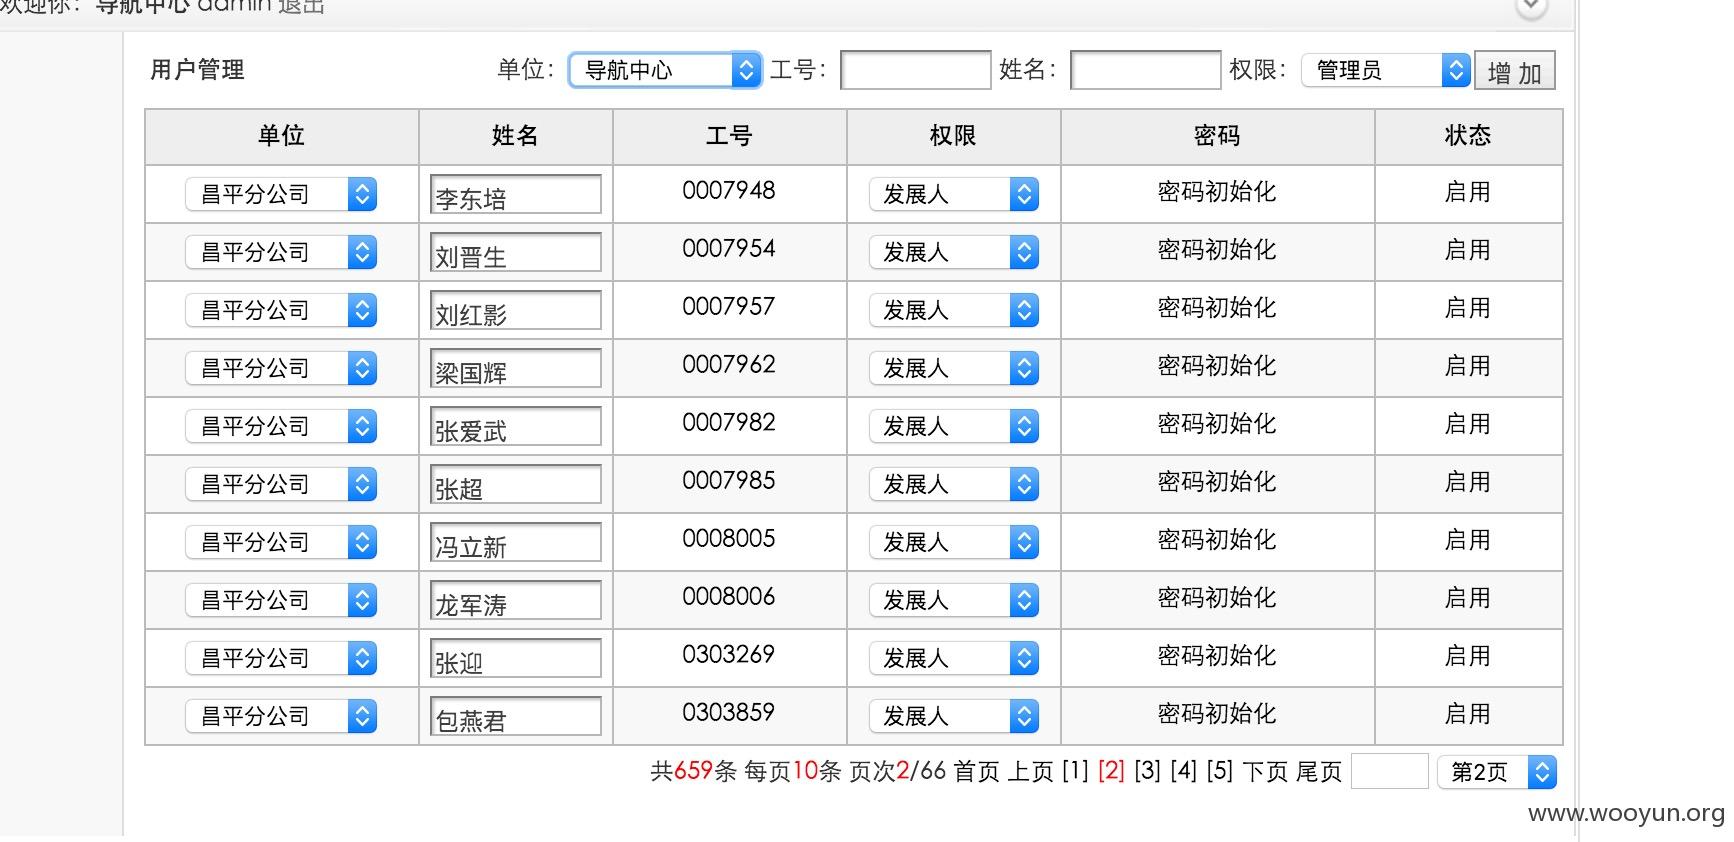 欢迎你：导航中心 admin 退出
用户管理 单位： 导航中心 工号： 姓名： 权限： 管理员 增 加
单位 姓名 工号 权限 密码 状态
昌平分公司 李东培 0007948 发展人 密码初始化 启用
昌平分公司 刘晋生 0007954 发展人 密码初始化 启用
昌平分公司 刘红影 0007957 发展人 密码初始化 启用
昌平分公司 梁国辉 0007962 发展人 密码初始化 启用
昌平分公司 张爱武 0007982 发展人 密码初始化 启用
昌平分公司 张超 0007985 发展人 密码初始化 启用
昌平分公司 冯立新 0008005 发展人 密码初始化 启用
昌平分公司 龙军涛 0008006 发展人 密码初始化 启用
昌平分公司 张迎 0303269 发展人 密码初始化 启用
昌平分公司 包燕君 0303859 发展人 密码初始化 启用
共659条 每页10条 页次2/66 首页 上页 [1] [2] [3] [4] [5] 下页 尾页 第2页
www.wooyun.org